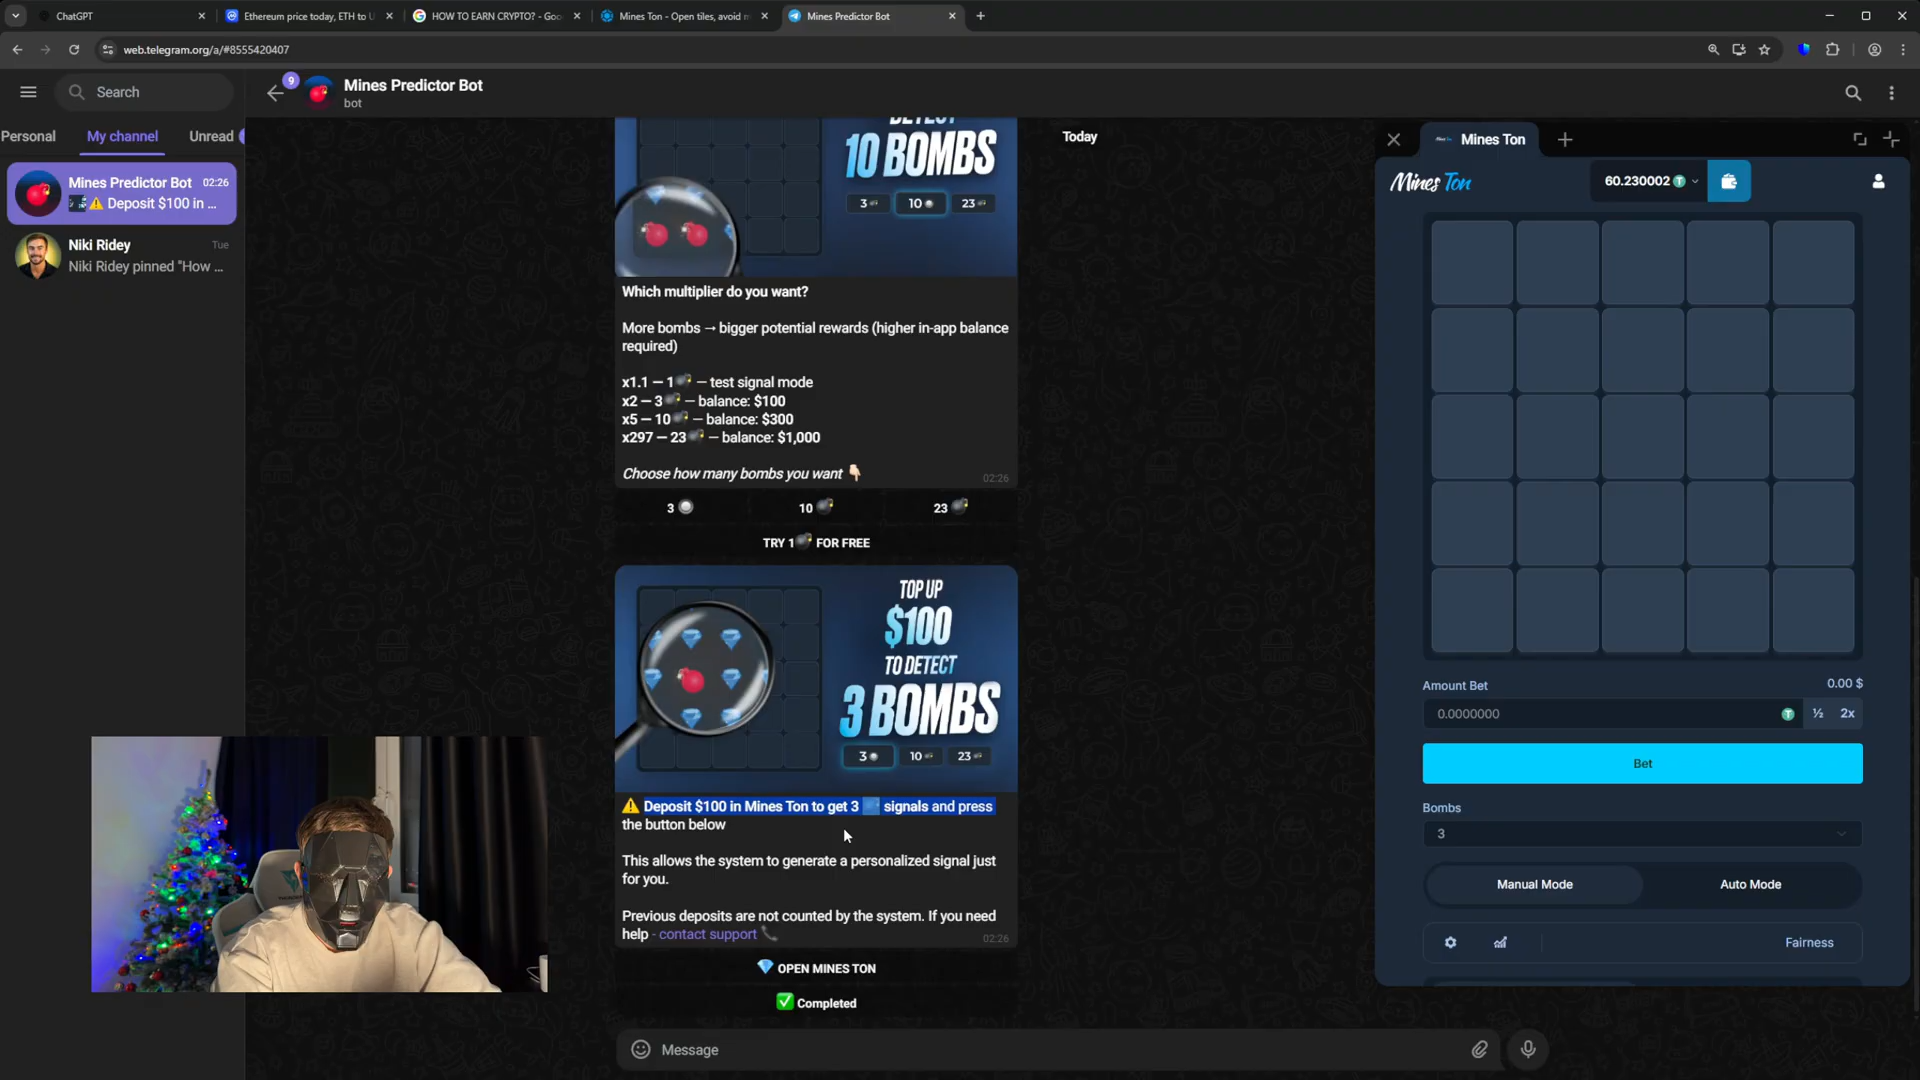 ChatGPT
Ethereum price today, ETH to U
HOW TO EARN CRYPTO? - Goo
Mines Ton - Open tiles, avoid m
Mines Predictor Bot
web.telegram.org/a/#8555420407
Search
9
Mines Predictor Bot
bot
Personal
My channel
Unread
Mines Predictor Bot
02:26
⚠️ Deposit $100 in ...
Niki Ridey
Tue
Niki Ridey pinned "How ...
Today
10 BOMBS
3
10
23
Which multiplier do you want?
More bombs → bigger potential rewards (higher in-app balance
required)
x1.1 — 1💣 — test signal mode
x2 — 3💣 — balance: $100
x5 — 10💣 — balance: $300
x297 — 23💣 — balance: $1,000
Choose how many bombs you want 👇🏻
02:26
3
10 💣
23 💣
TRY 1💣 FOR FREE
TOP UP
$100
TO DETECT
3 BOMBS
3
10
23
⚠️ Deposit $100 in Mines Ton to get 3 💣 signals and press
the button below
This allows the system to generate a personalized signal just
for you.
Previous deposits are not counted by the system. If you need
help - contact support 📞
02:26
💎 OPEN MINES TON
✅ Completed
Message
Mines Ton
Mines Ton
60.230002
Amount Bet
0.00 $
0.0000000
½
2x
Bet
Bombs
3
Manual Mode
Auto Mode
Fairness